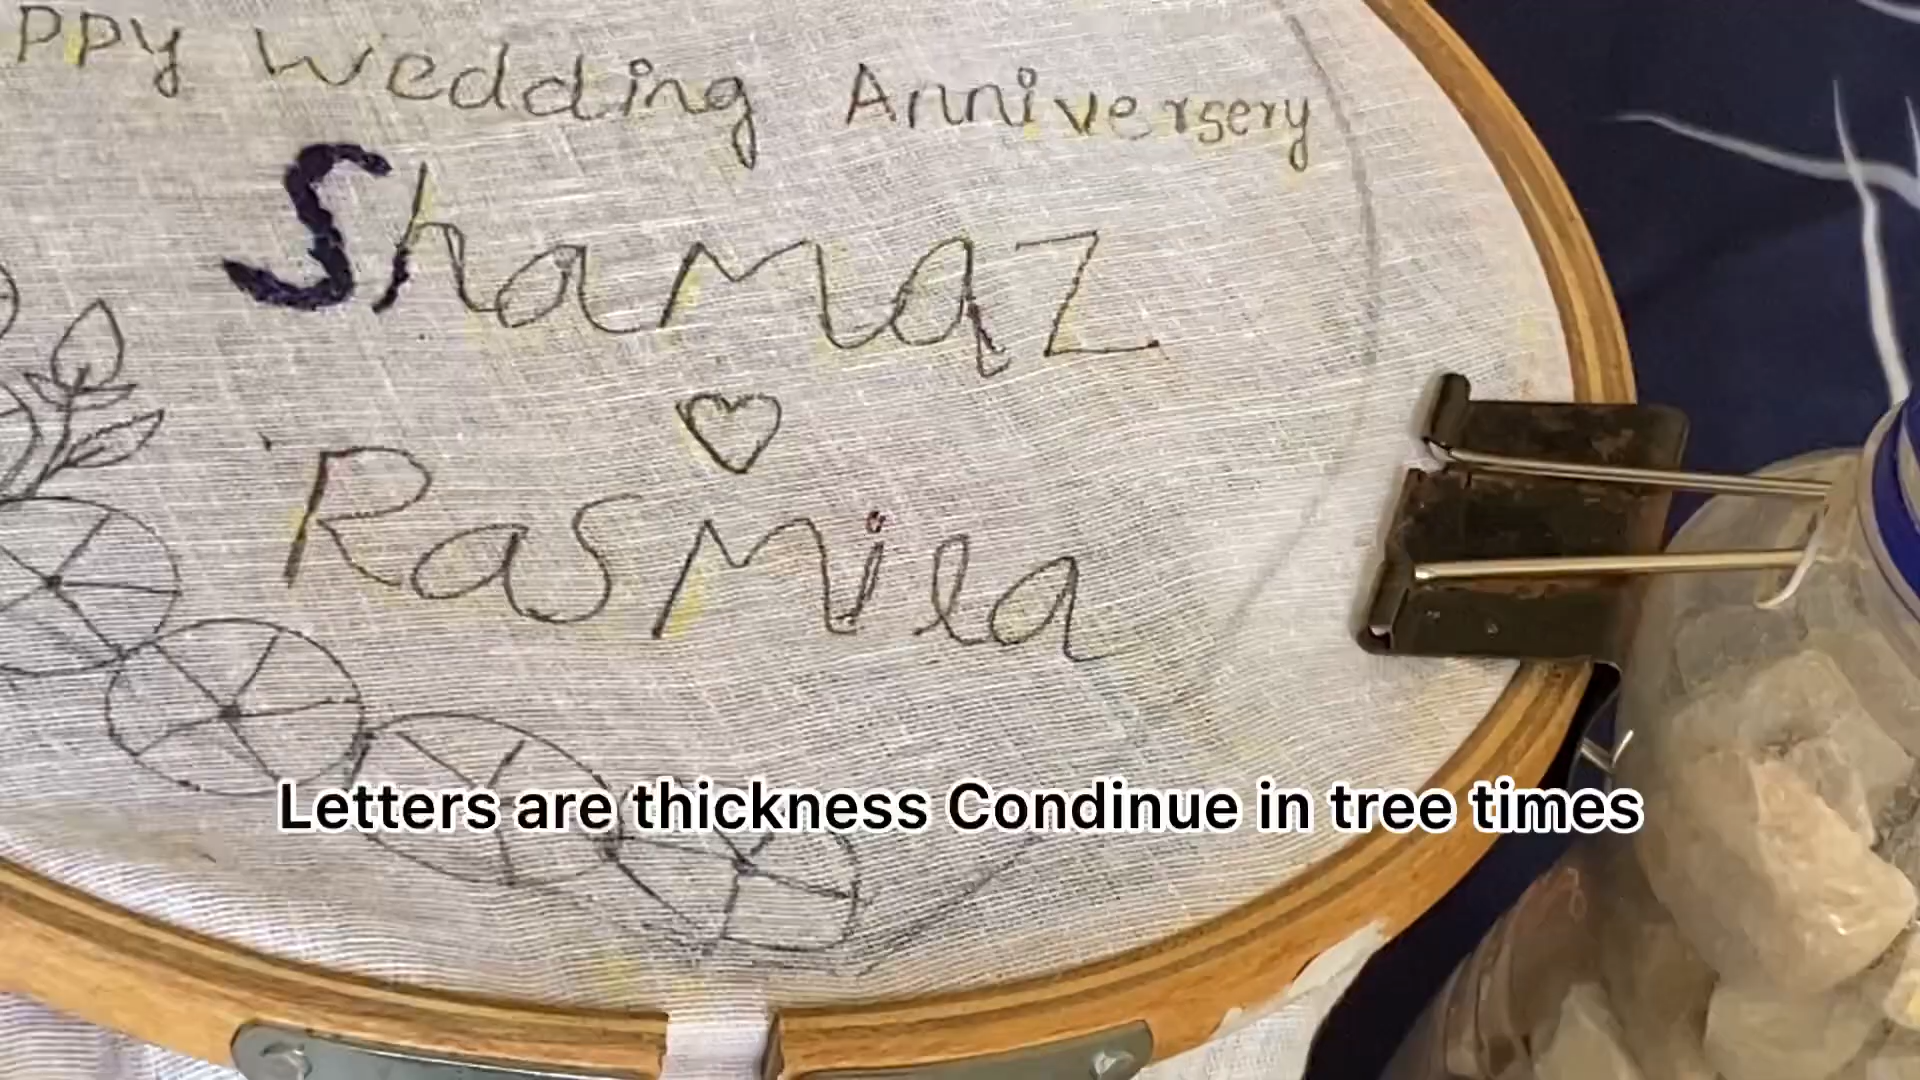 ppy Wedding Anniversery
Shamaz
Rasmila
Letters are thickness Condinue in tree times